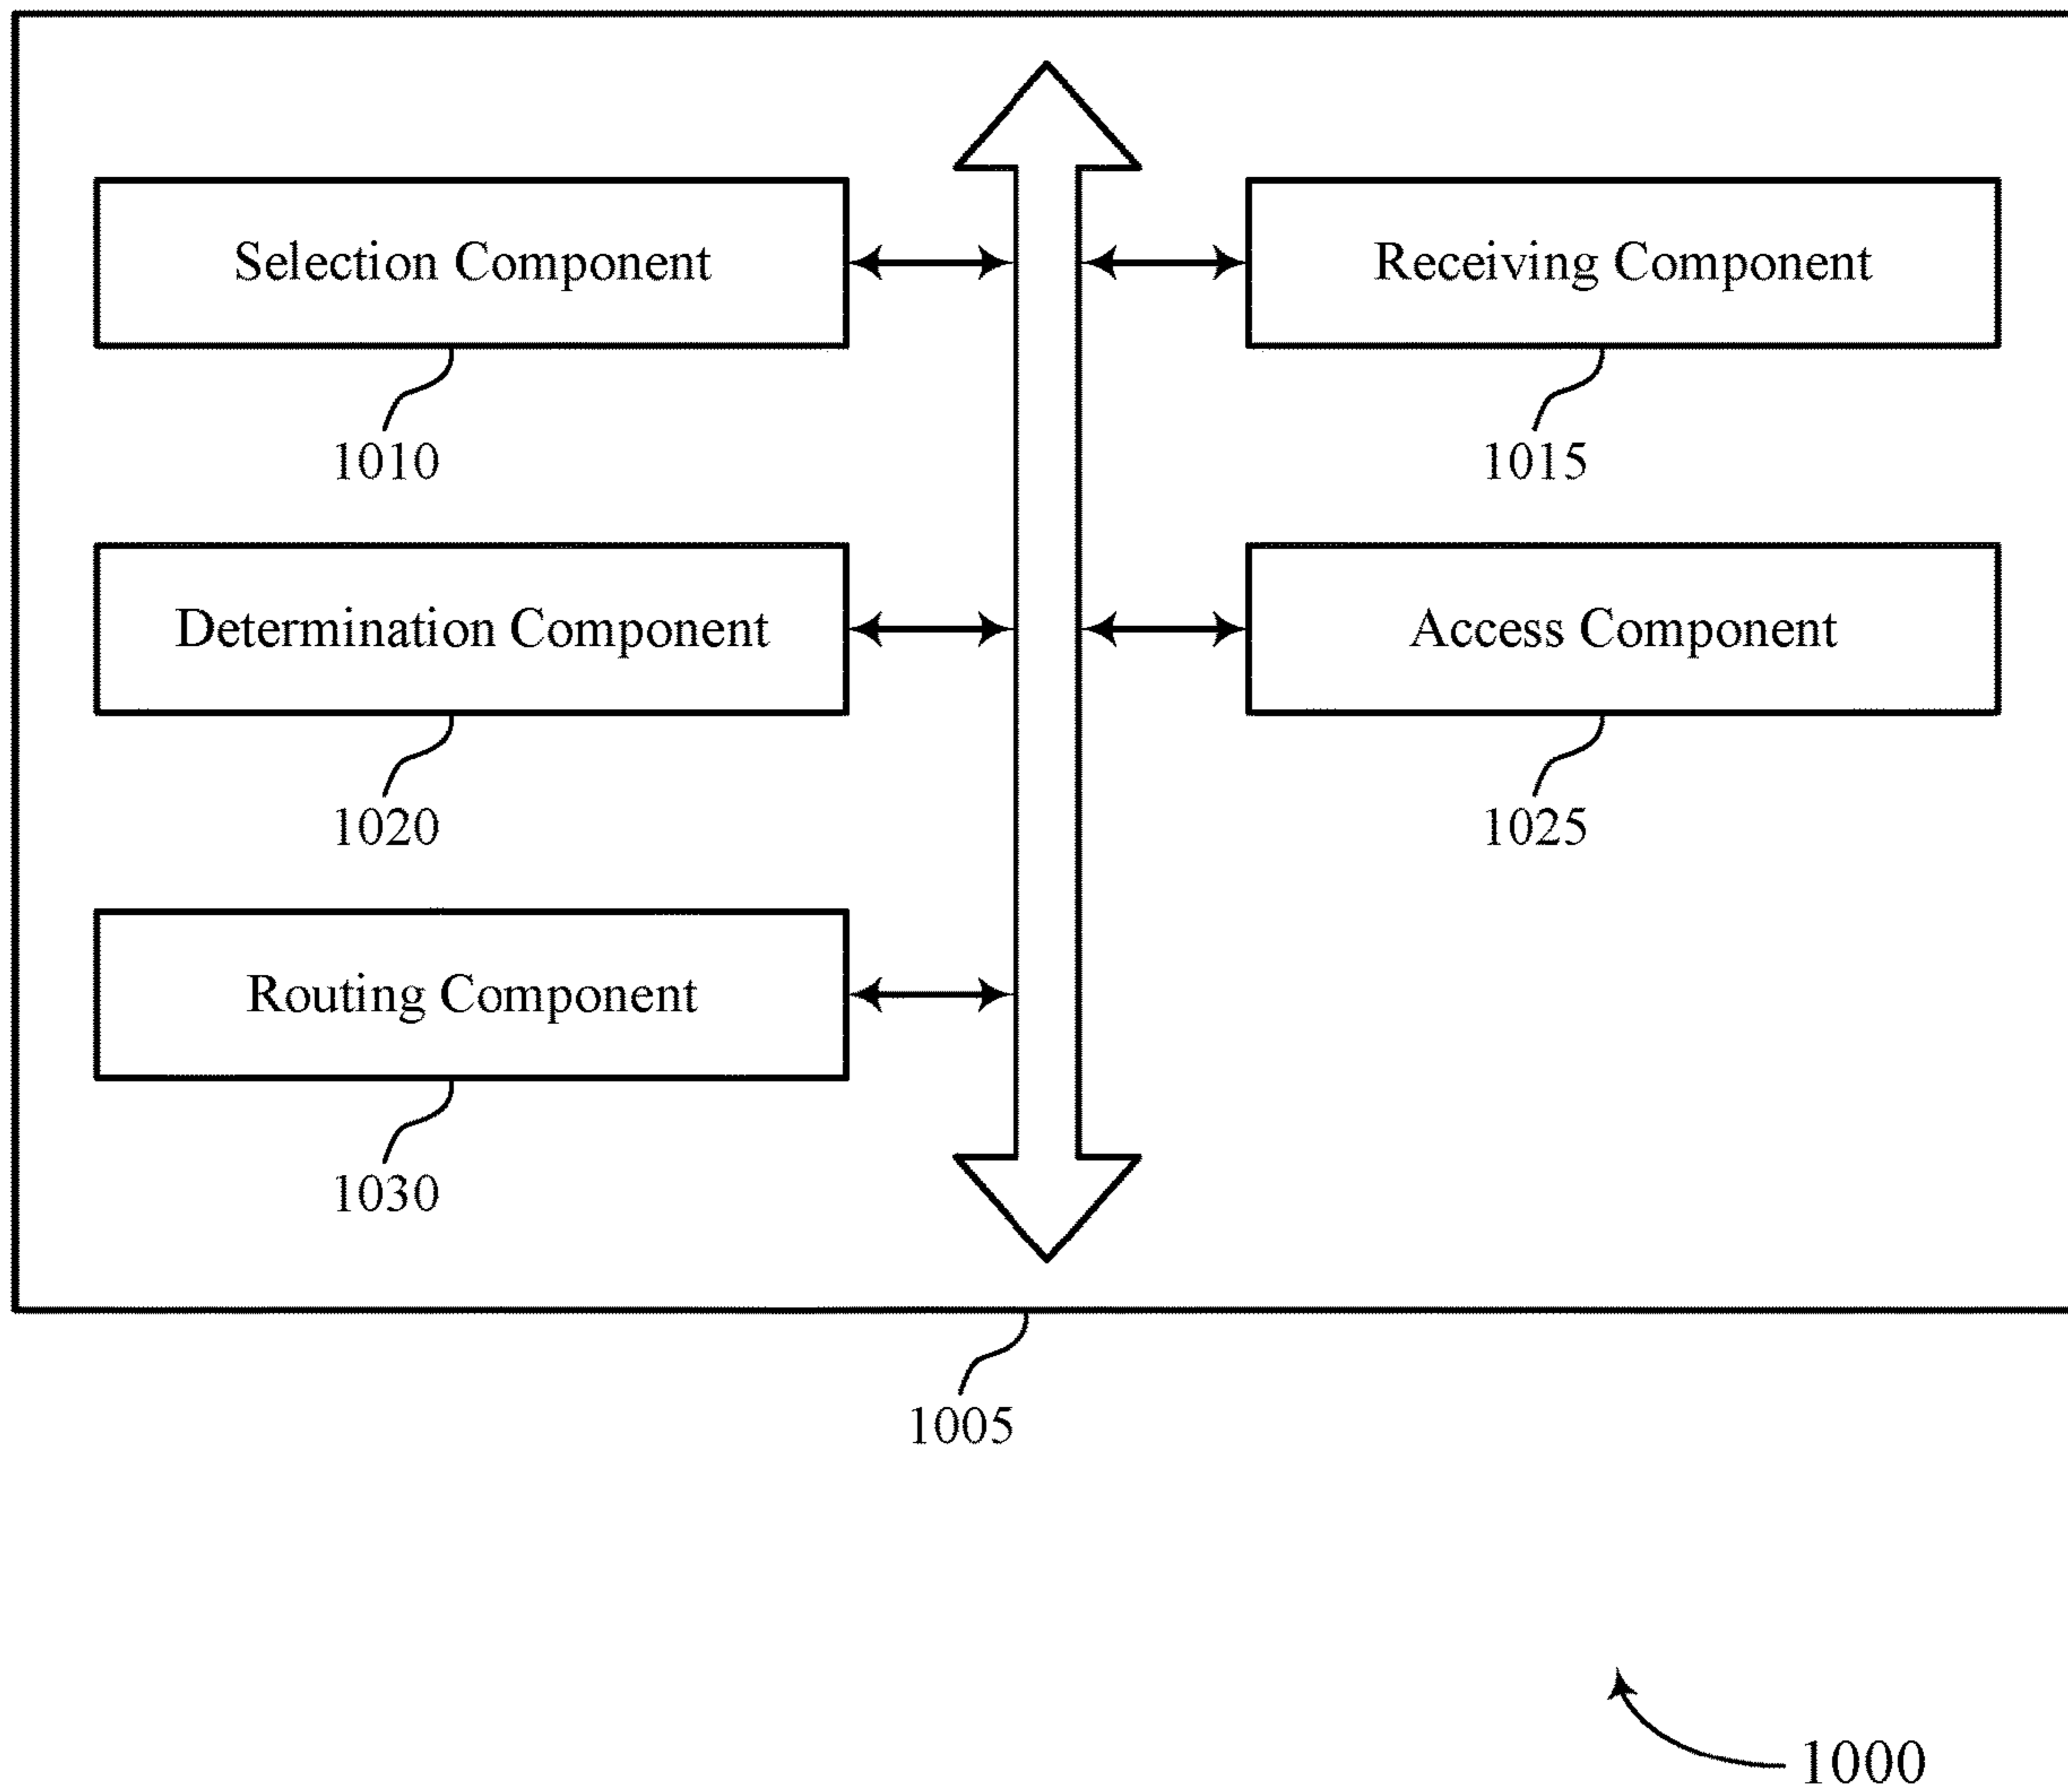 Selection Component
Receiving Component
1010
1015
Determination Component
Access Component
1020
1025
Routing Component
1030
1005
1000